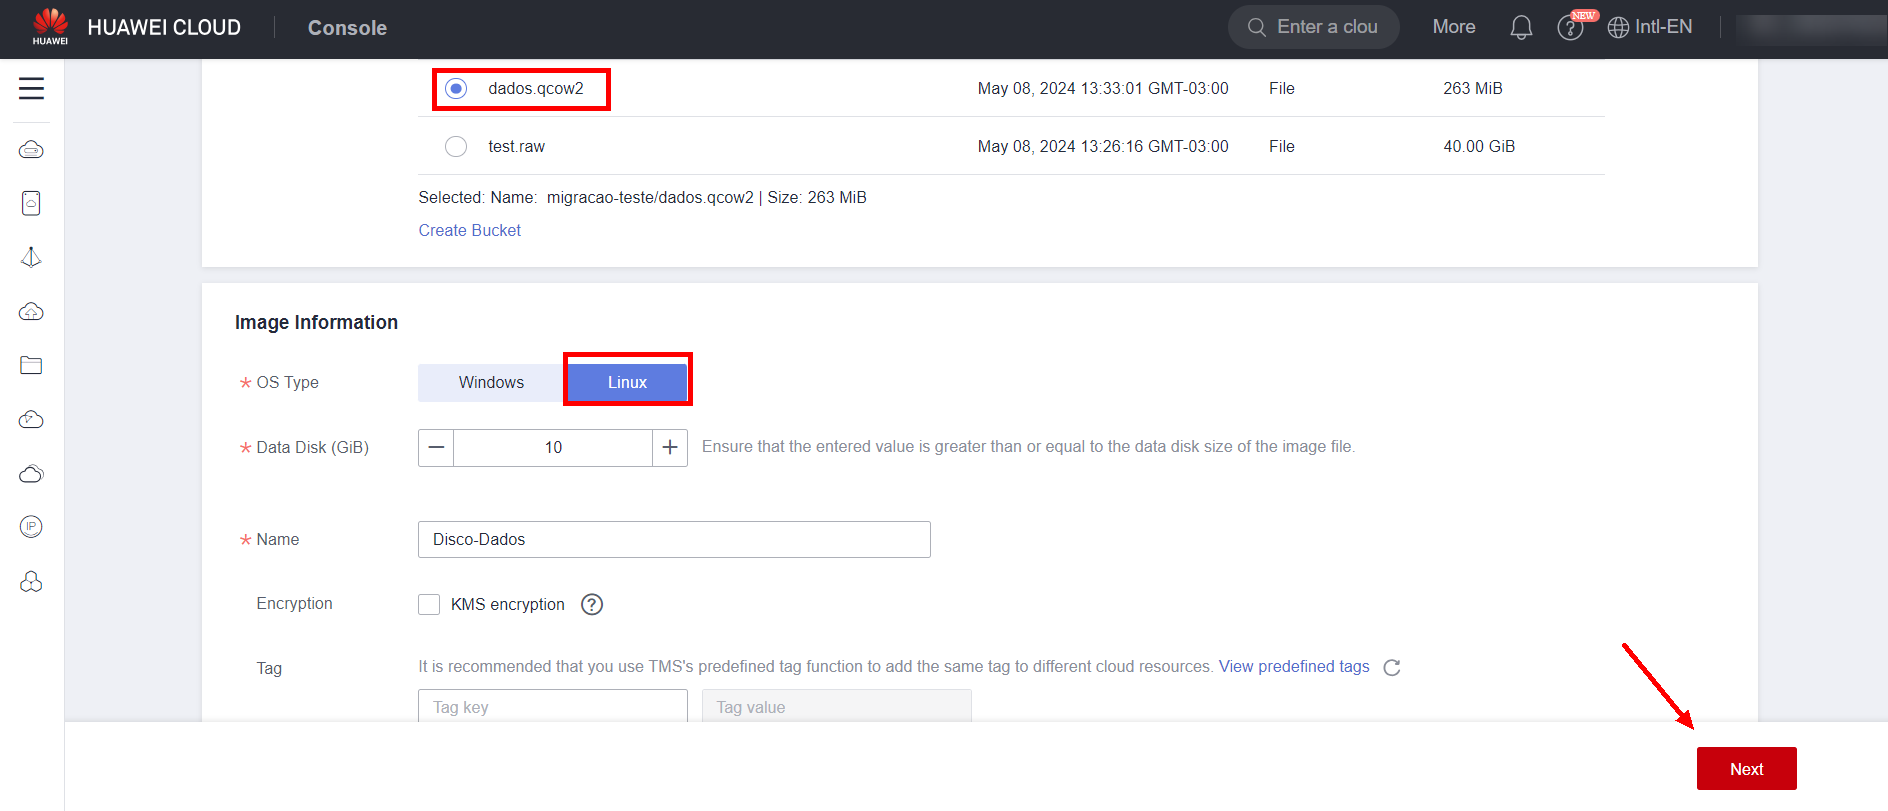 HUAWEI HUAWEI CLOUD Console Enter a clou More NEW Intl-EN
dados.qcow2 May 08, 2024 13:33:01 GMT-03:00 File 263 MiB
test.raw May 08, 2024 13:26:16 GMT-03:00 File 40.00 GiB
Selected: Name: migracao-teste/dados.qcow2 | Size: 263 MiB
Create Bucket
Image Information
* OS Type Windows Linux
* Data Disk (GiB) − 10 + Ensure that the entered value is greater than or equal to the data disk size of the image file.
* Name Disco-Dados
Encryption KMS encryption ?
Tag It is recommended that you use TMS's predefined tag function to add the same tag to different cloud resources. View predefined tags
Tag key Tag value
IP
Next